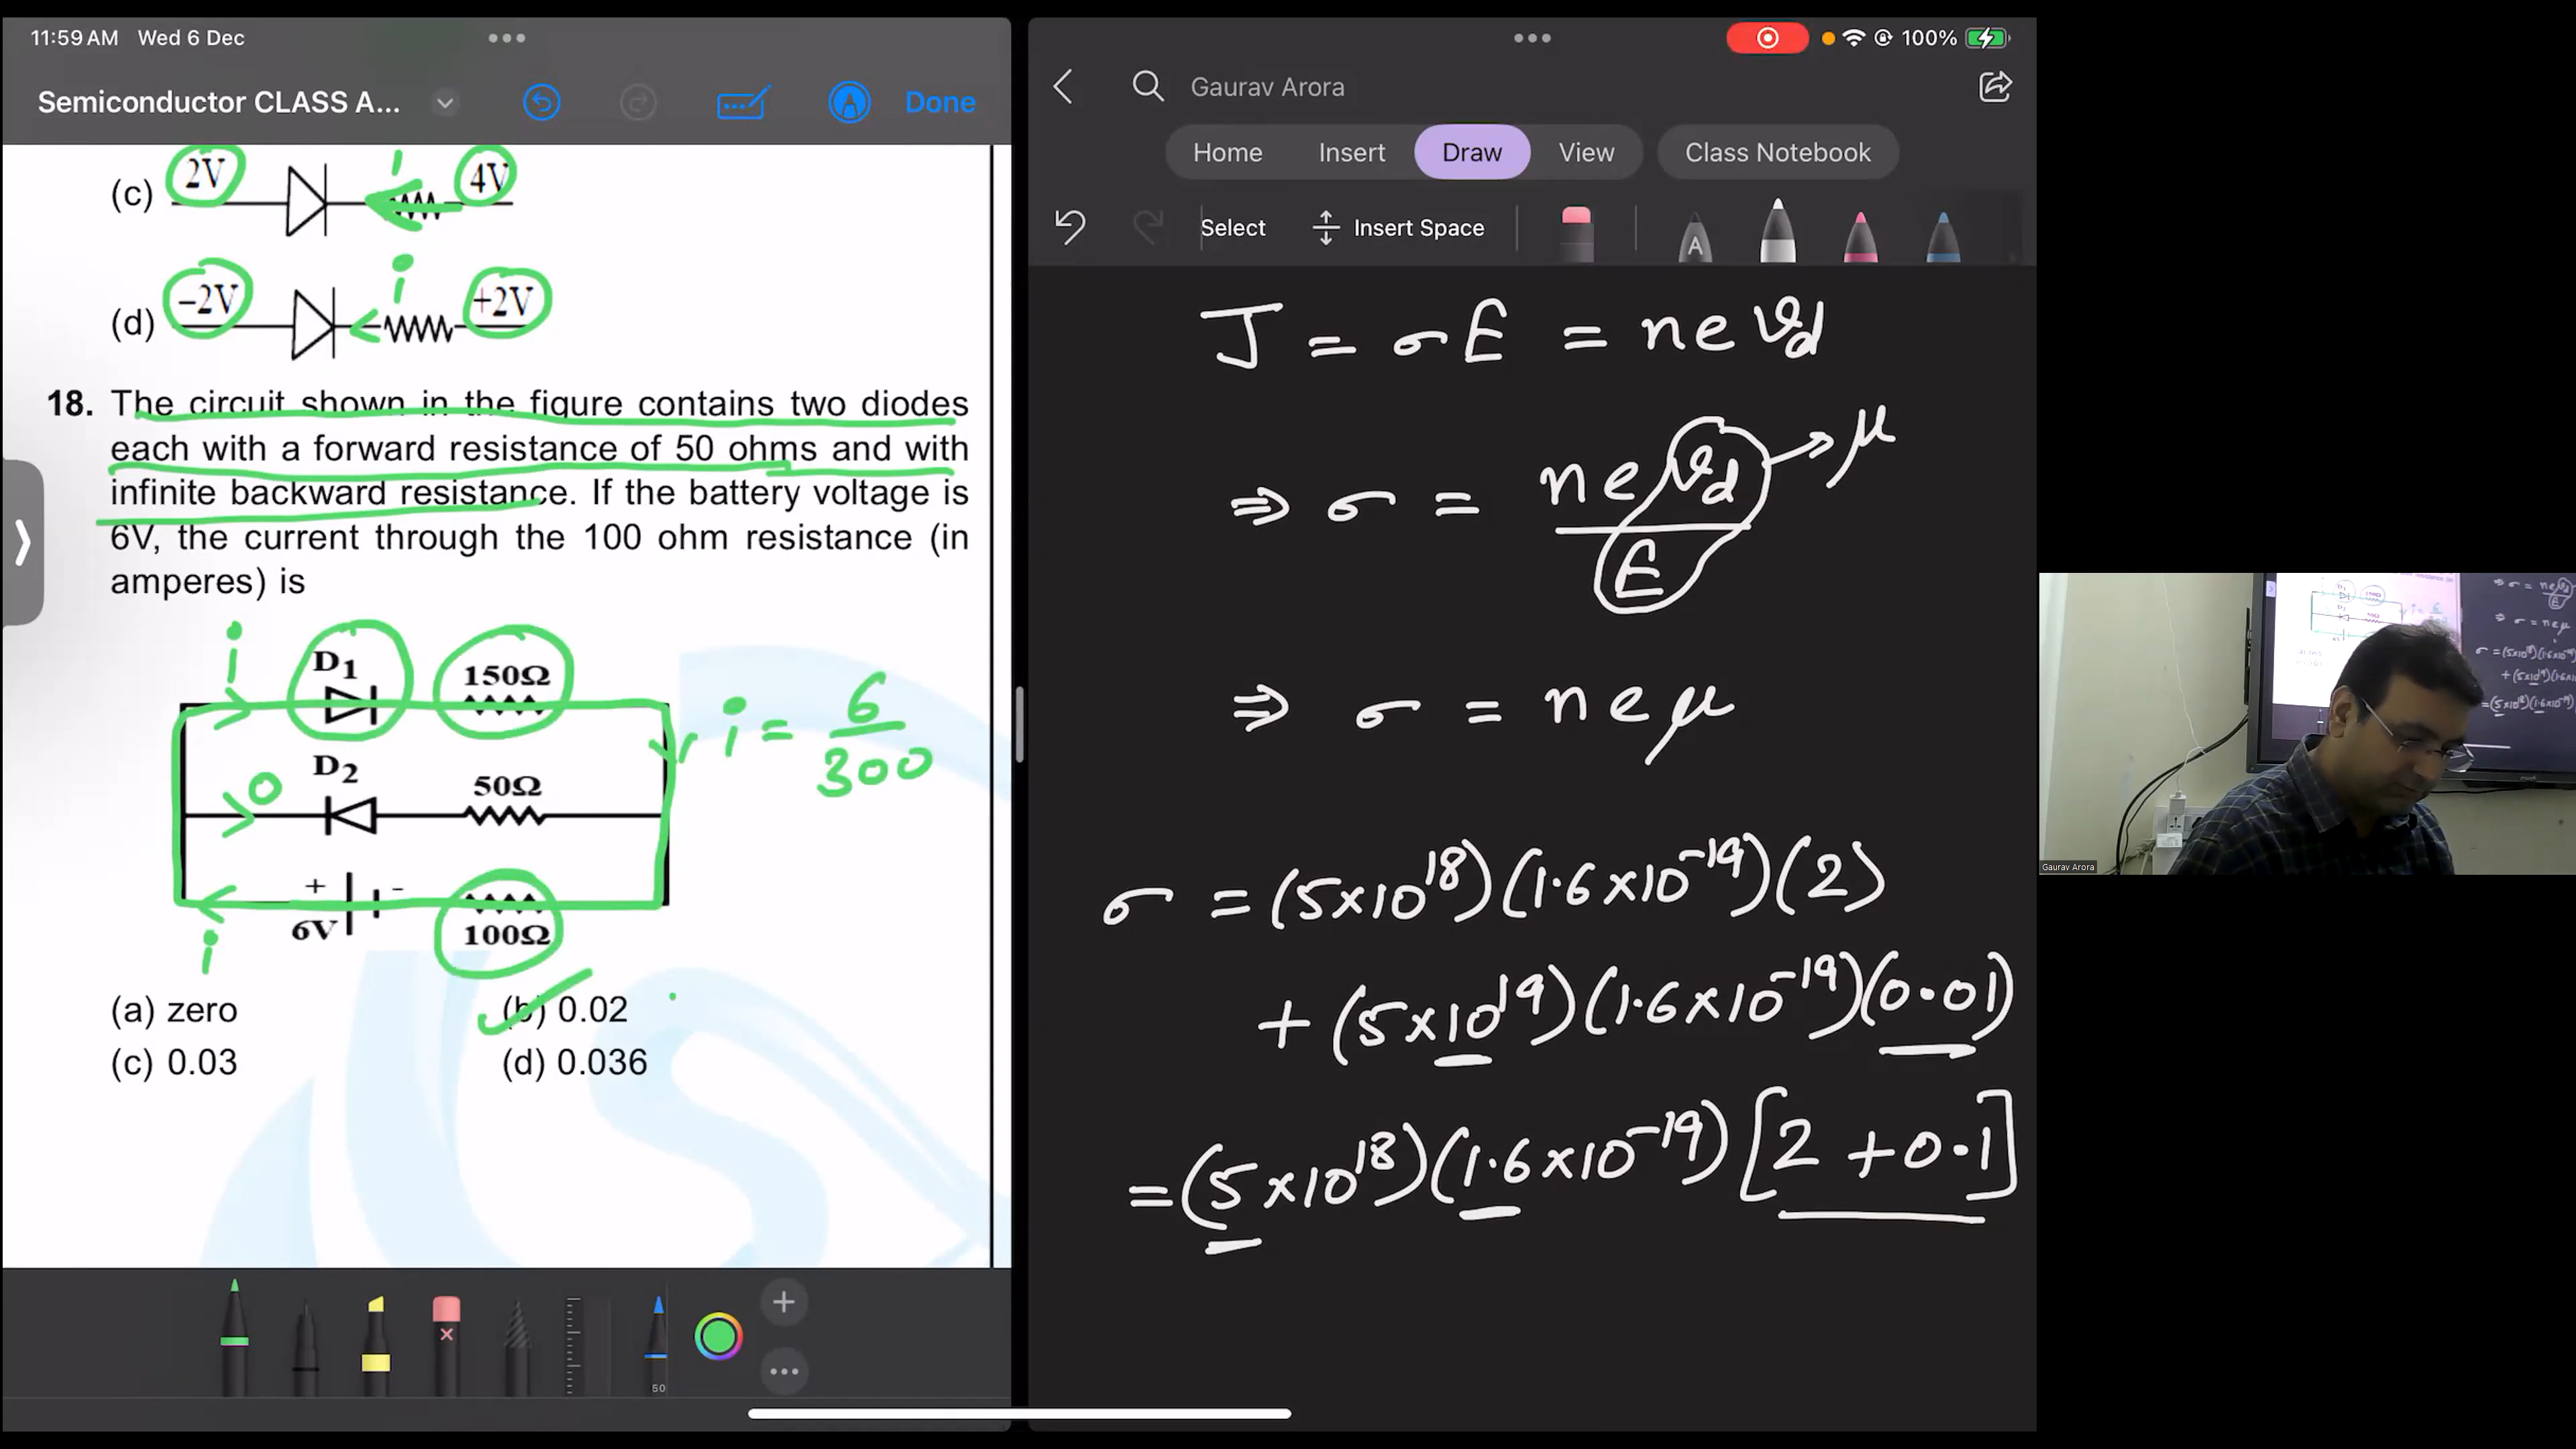 11:59 AM Wed 6 Dec
100%
Semiconductor CLASS A...
Done
Gaurav Arora
Home Insert Draw View Class Notebook
Select Insert Space
A
(c) 2V i 4V
(d) -2V i +2V
18. The circuit shown in the figure contains two diodes
each with a forward resistance of 50 ohms and with
infinite backward resistance. If the battery voltage is
6V, the current through the 100 ohm resistance (in
amperes) is
i D1 150Ω
i = 6/300
0 D2 50Ω
+ -
6V 100Ω
i
(a) zero (b) 0.02
(c) 0.03 (d) 0.036
50
J = σE = neϑd
⇒ σ = neϑd/E → μ
⇒ σ = neμ
σ = (5×10^18)(1.6×10^-19)(2)
+ (5×10^19)(1.6×10^-19)(0.01)
= (5×10^18)(1.6×10^-19)[2 + 0.1]
Gaurav Arora